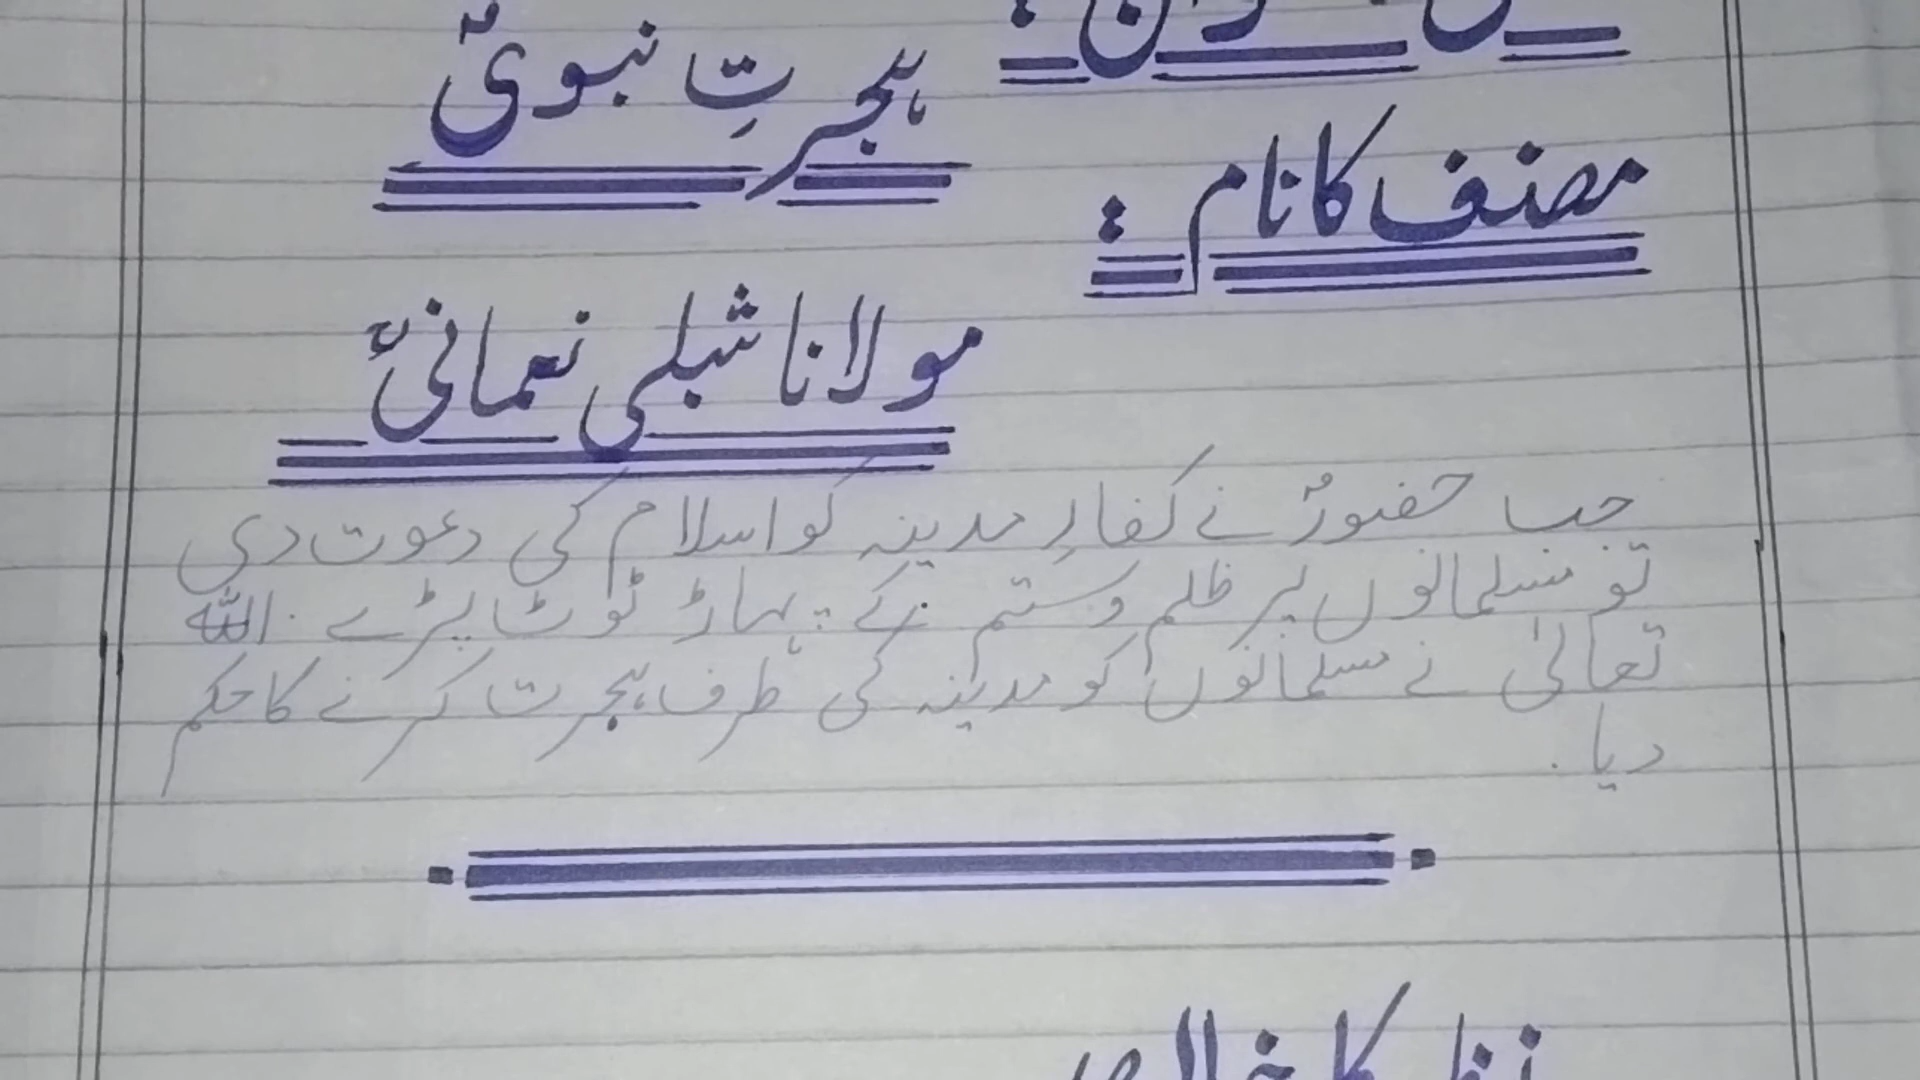 ہجرتِ نبویؐ
مصنف کا نام :
مولانا شبلی نعمانیؒ
جب حضورؐ نے کفارِ مدینہ کو اسلام کی دعوت دی
تو مسلمانوں پر ظلم و ستم کے پہاڑ ٹوٹ پڑے۔ اللہ
تعالیٰ نے مسلمانوں کو مدینہ کی طرف ہجرت کرنے کا حکم
دیا۔